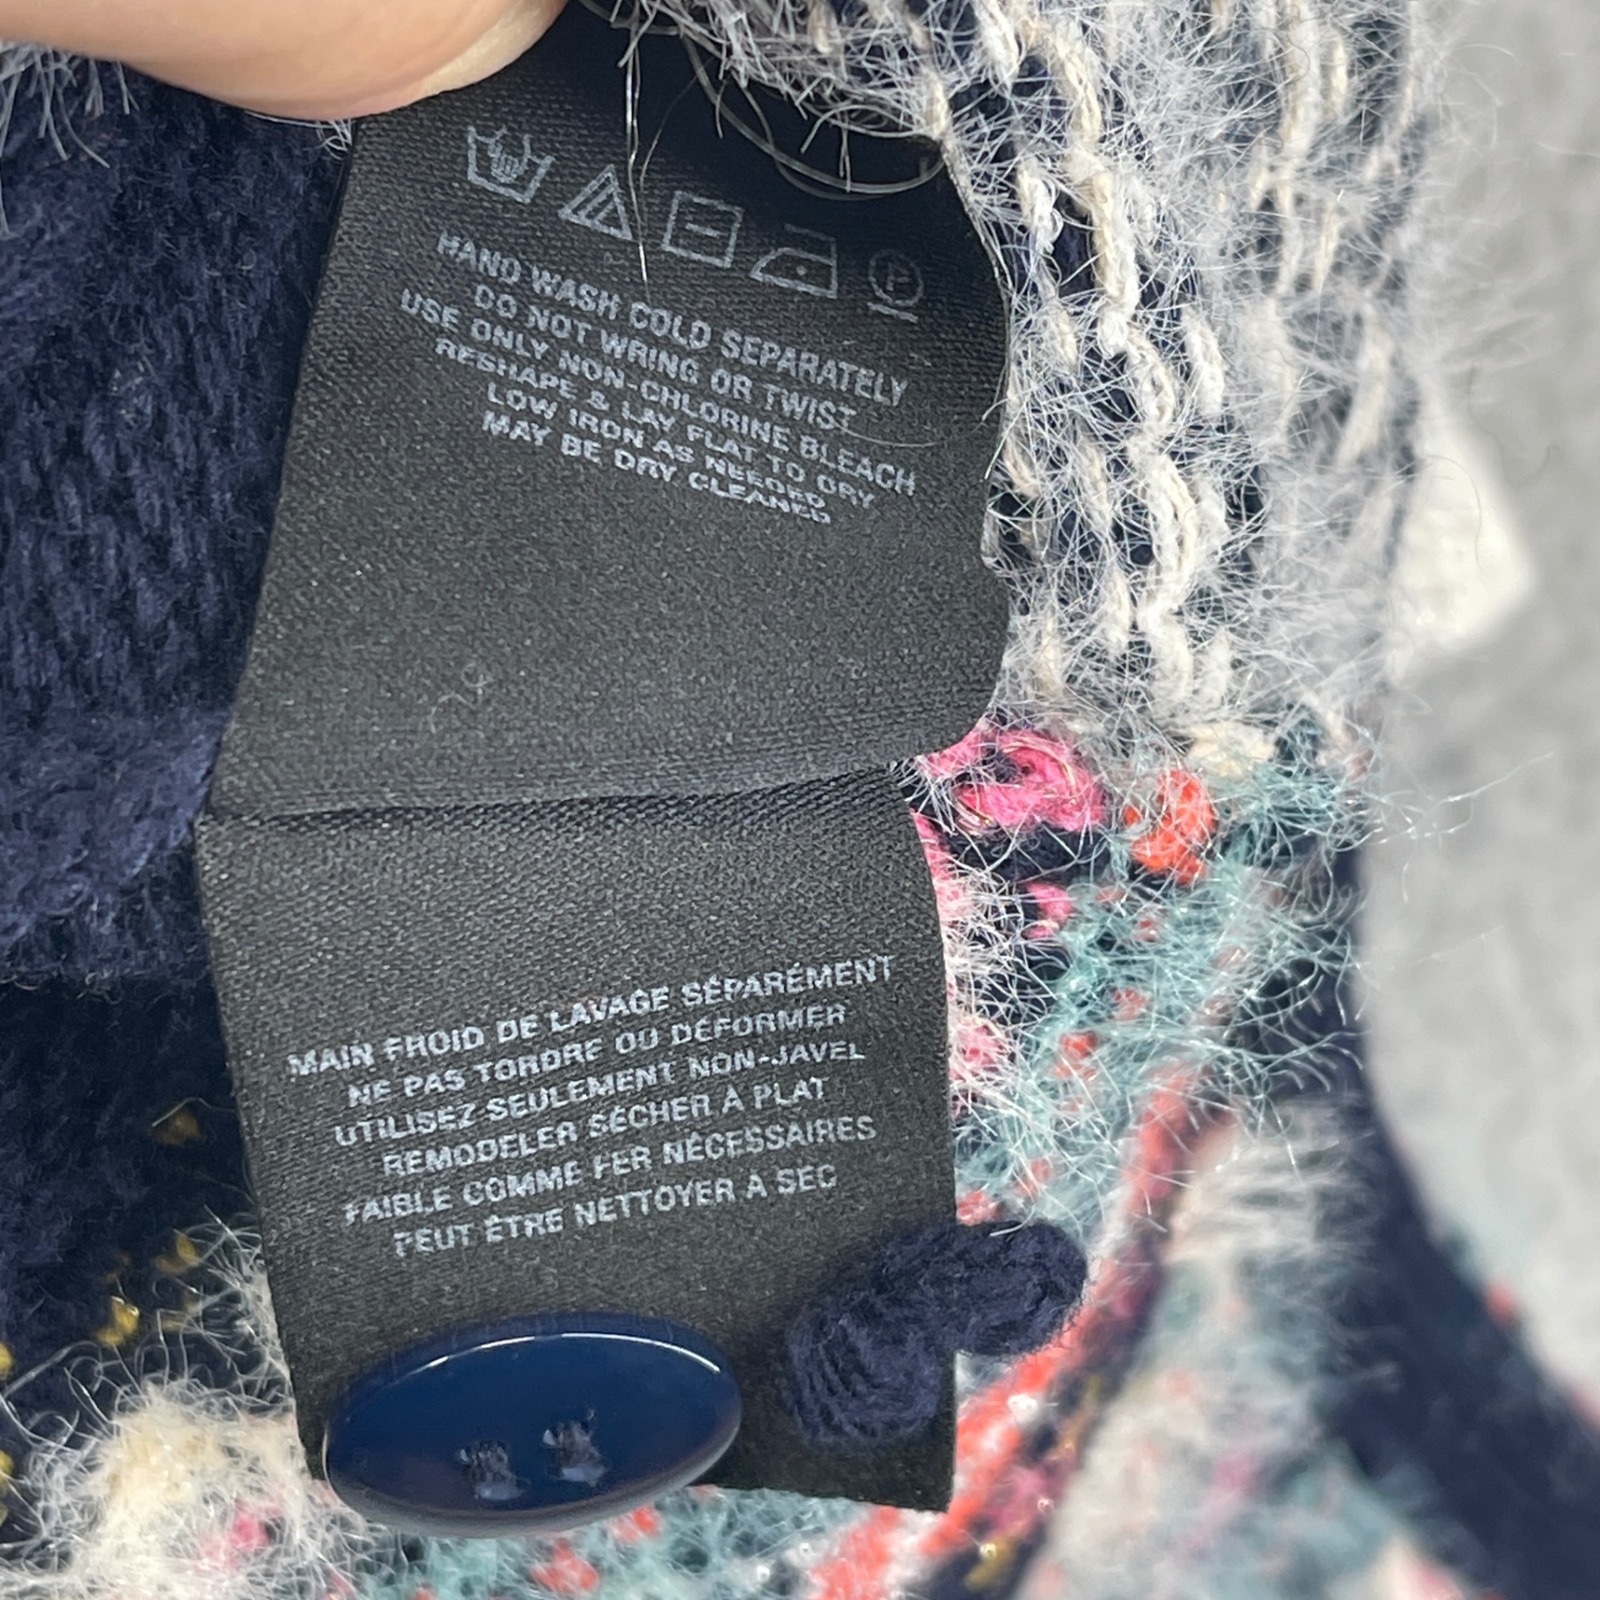 P
HAND WASH COLD SEPARATELY
DO NOT WRING OR TWIST
USE ONLY NON-CHLORINE BLEACH
RESHAPE & LAY FLAT TO DRY
LOW IRON AS NEEDED
MAY BE DRY CLEANED
MAIN FROID DE LAVAGE SÉPARÉMENT
NE PAS TORDRE OU DÉFORMER
UTILISEZ SEULEMENT NON-JAVEL
REMODELER SÉCHER À PLAT
FAIBLE COMME FER NÉCESSAIRES
PEUT ÊTRE NETTOYER À SEC